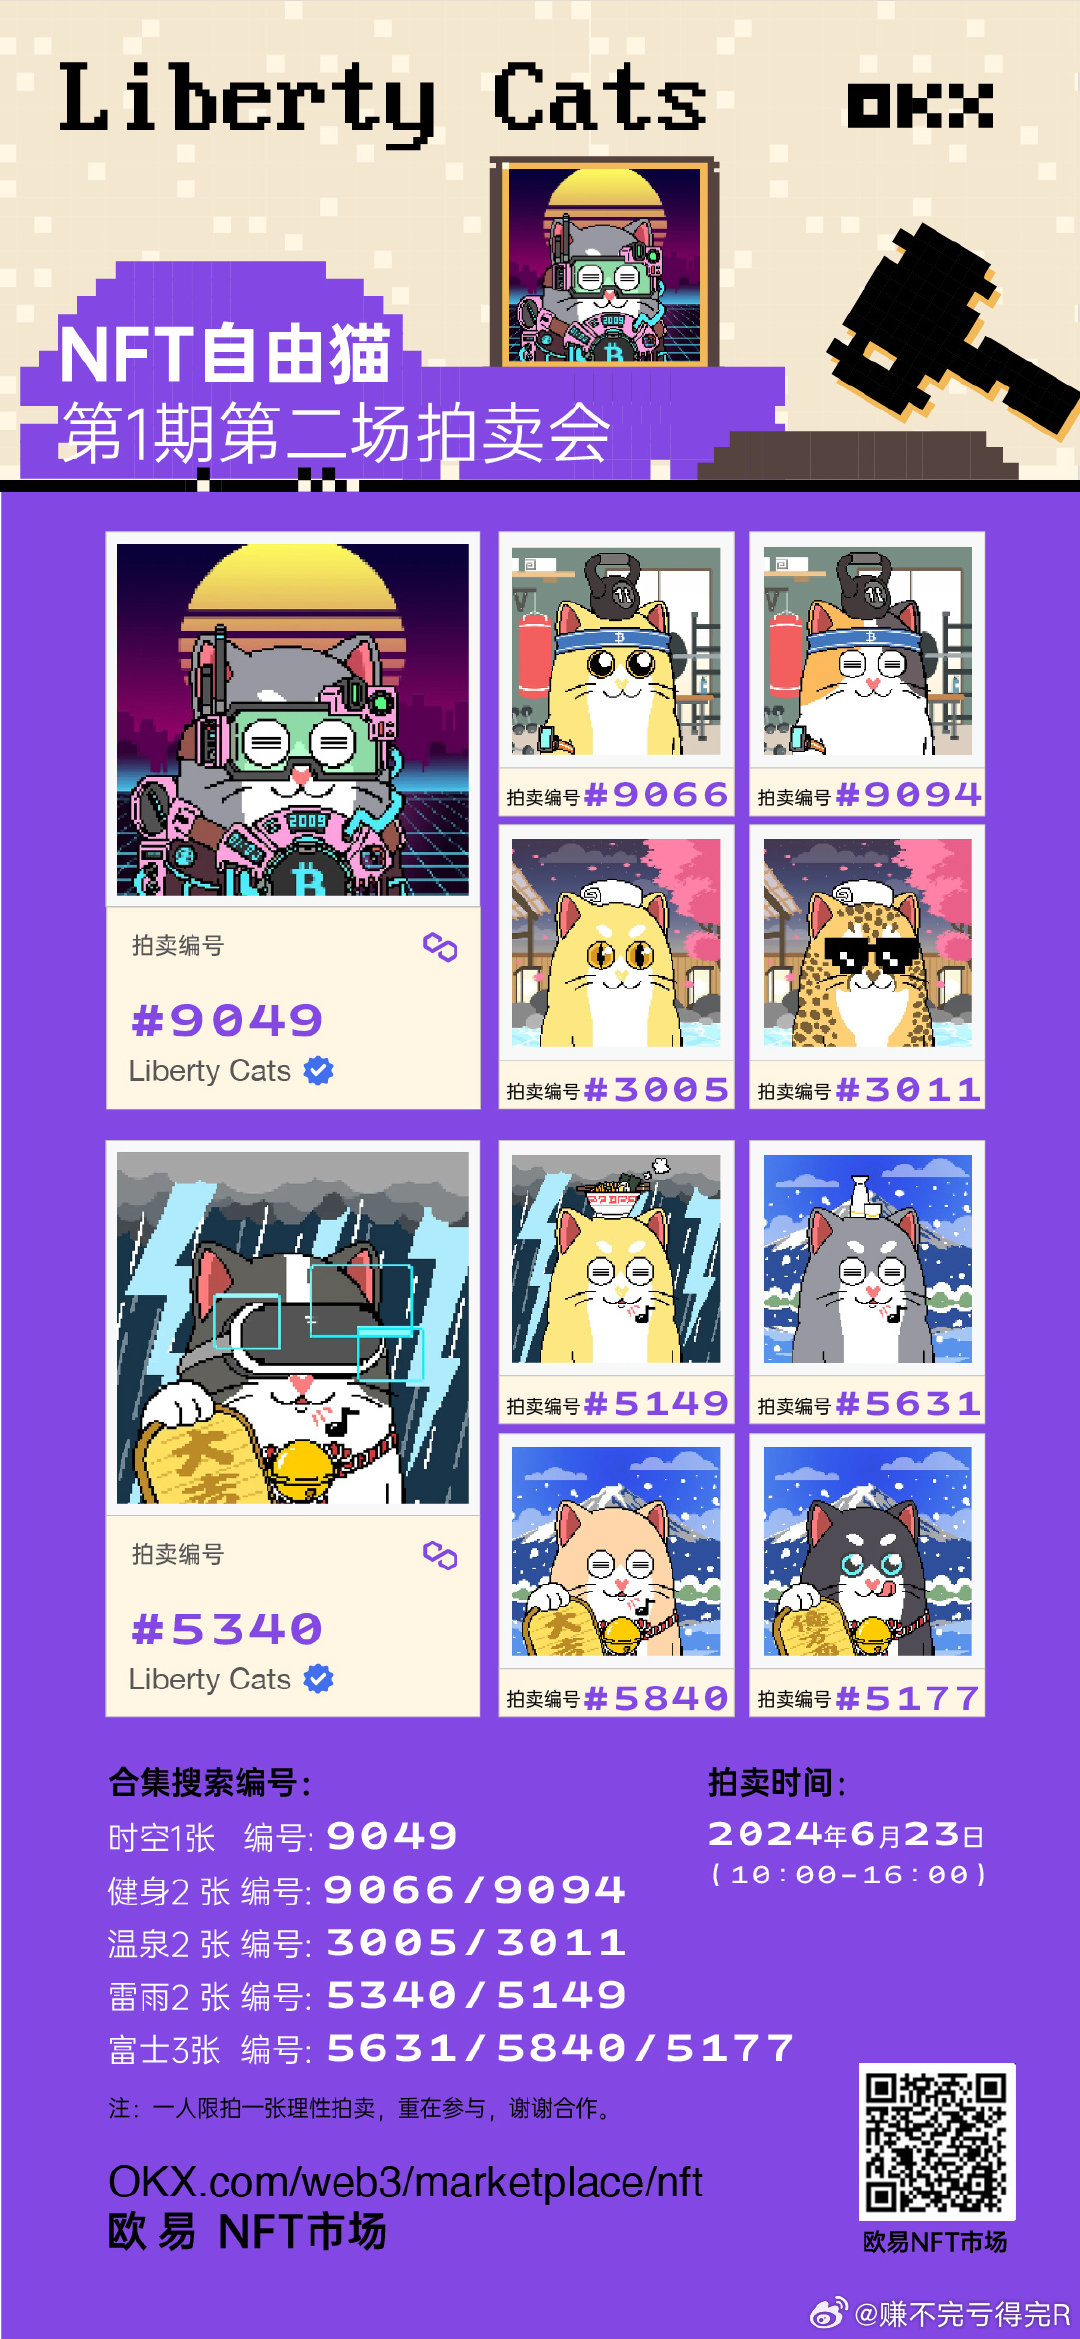 Liberty Cats
OKX
NFT自由猫
第1期第二场拍卖会
2009
拍卖编号
#9049
Liberty Cats
拍卖编号#9066
拍卖编号#9094
拍卖编号#3005
拍卖编号#3011
拍卖编号
#5340
Liberty Cats
拍卖编号#5149
拍卖编号#5631
拍卖编号#5840
拍卖编号#5177
合集搜索编号：
时空1张 编号: 9049
健身2 张 编号: 9066/9094
温泉2 张 编号: 3005/3011
雷雨2 张 编号: 5340/5149
富士3张 编号: 5631/5840/5177
拍卖时间：
2024年6月23日
(10:00-16:00)
注：一人限拍一张理性拍卖，重在参与，谢谢合作。
OKX.com/web3/marketplace/nft
欧易 NFT市场
欧易NFT市场
@赚不完亏得完R